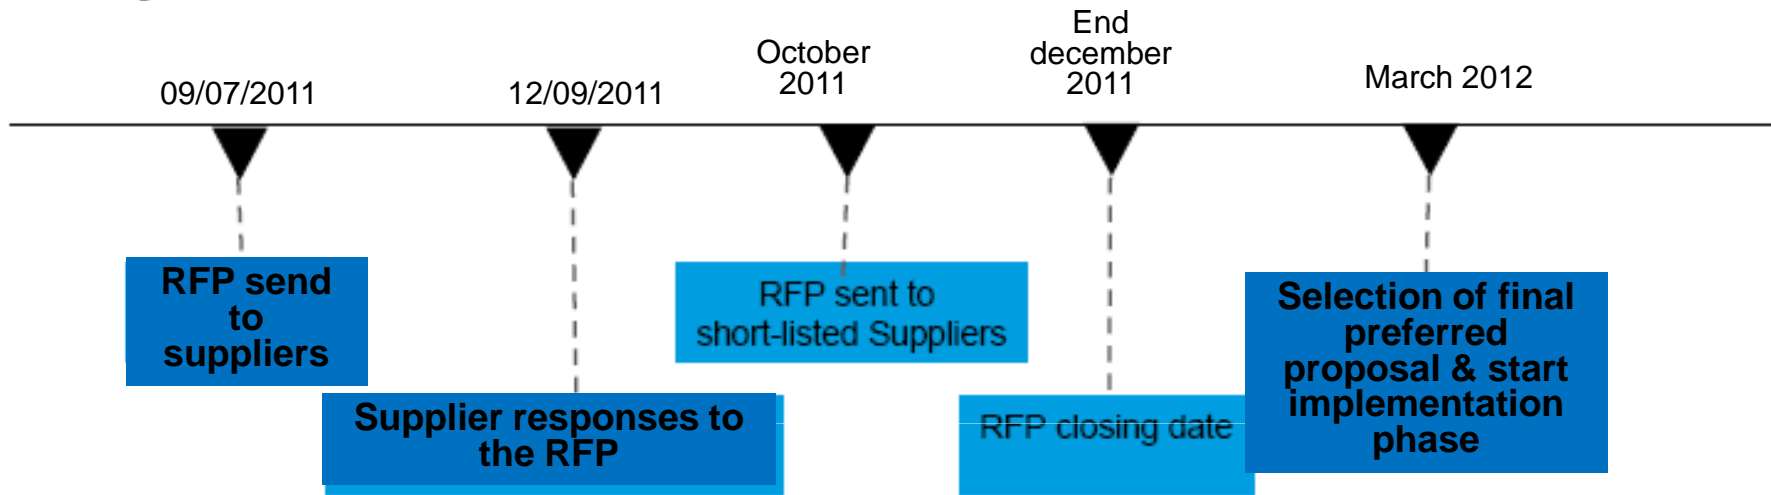 09/07/2011
12/09/2011
October
2011
End
december
2011
March 2012
RFP send
to
suppliers
Supplier responses to
the RFP
RFP sent to
short-listed Suppliers
RFP closing date
Selection of final
preferred
proposal & start
implementation
phase